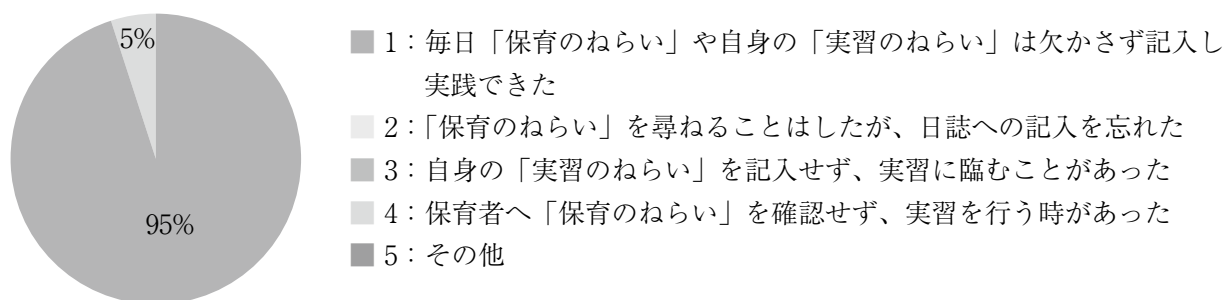 5%
95%
1：毎日「保育のねらい」や自身の「実習のねらい」は欠かさず記入し
実践できた
2：「保育のねらい」を尋ねることはしたが、日誌への記入を忘れた
3：自身の「実習のねらい」を記入せず、実習に臨むことがあった
4：保育者へ「保育のねらい」を確認せず、実習を行う時があった
5：その他